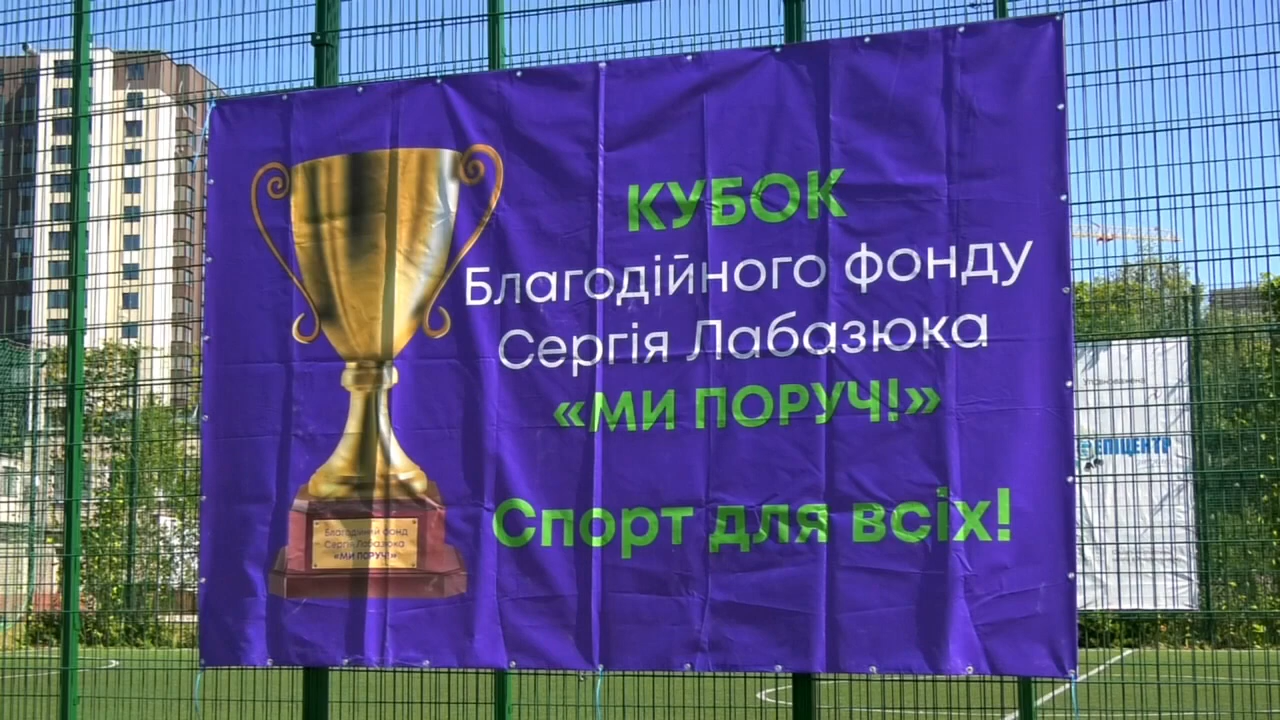 КУБОК
Благодійного фонду
Сергія Лабазюка
«МИ ПОРУЧ!»
Спорт для всіх!
Благодійний фонд
Сергія Лабазюка
«МИ ПОРУЧ!»
ЕПІЦЕНТР